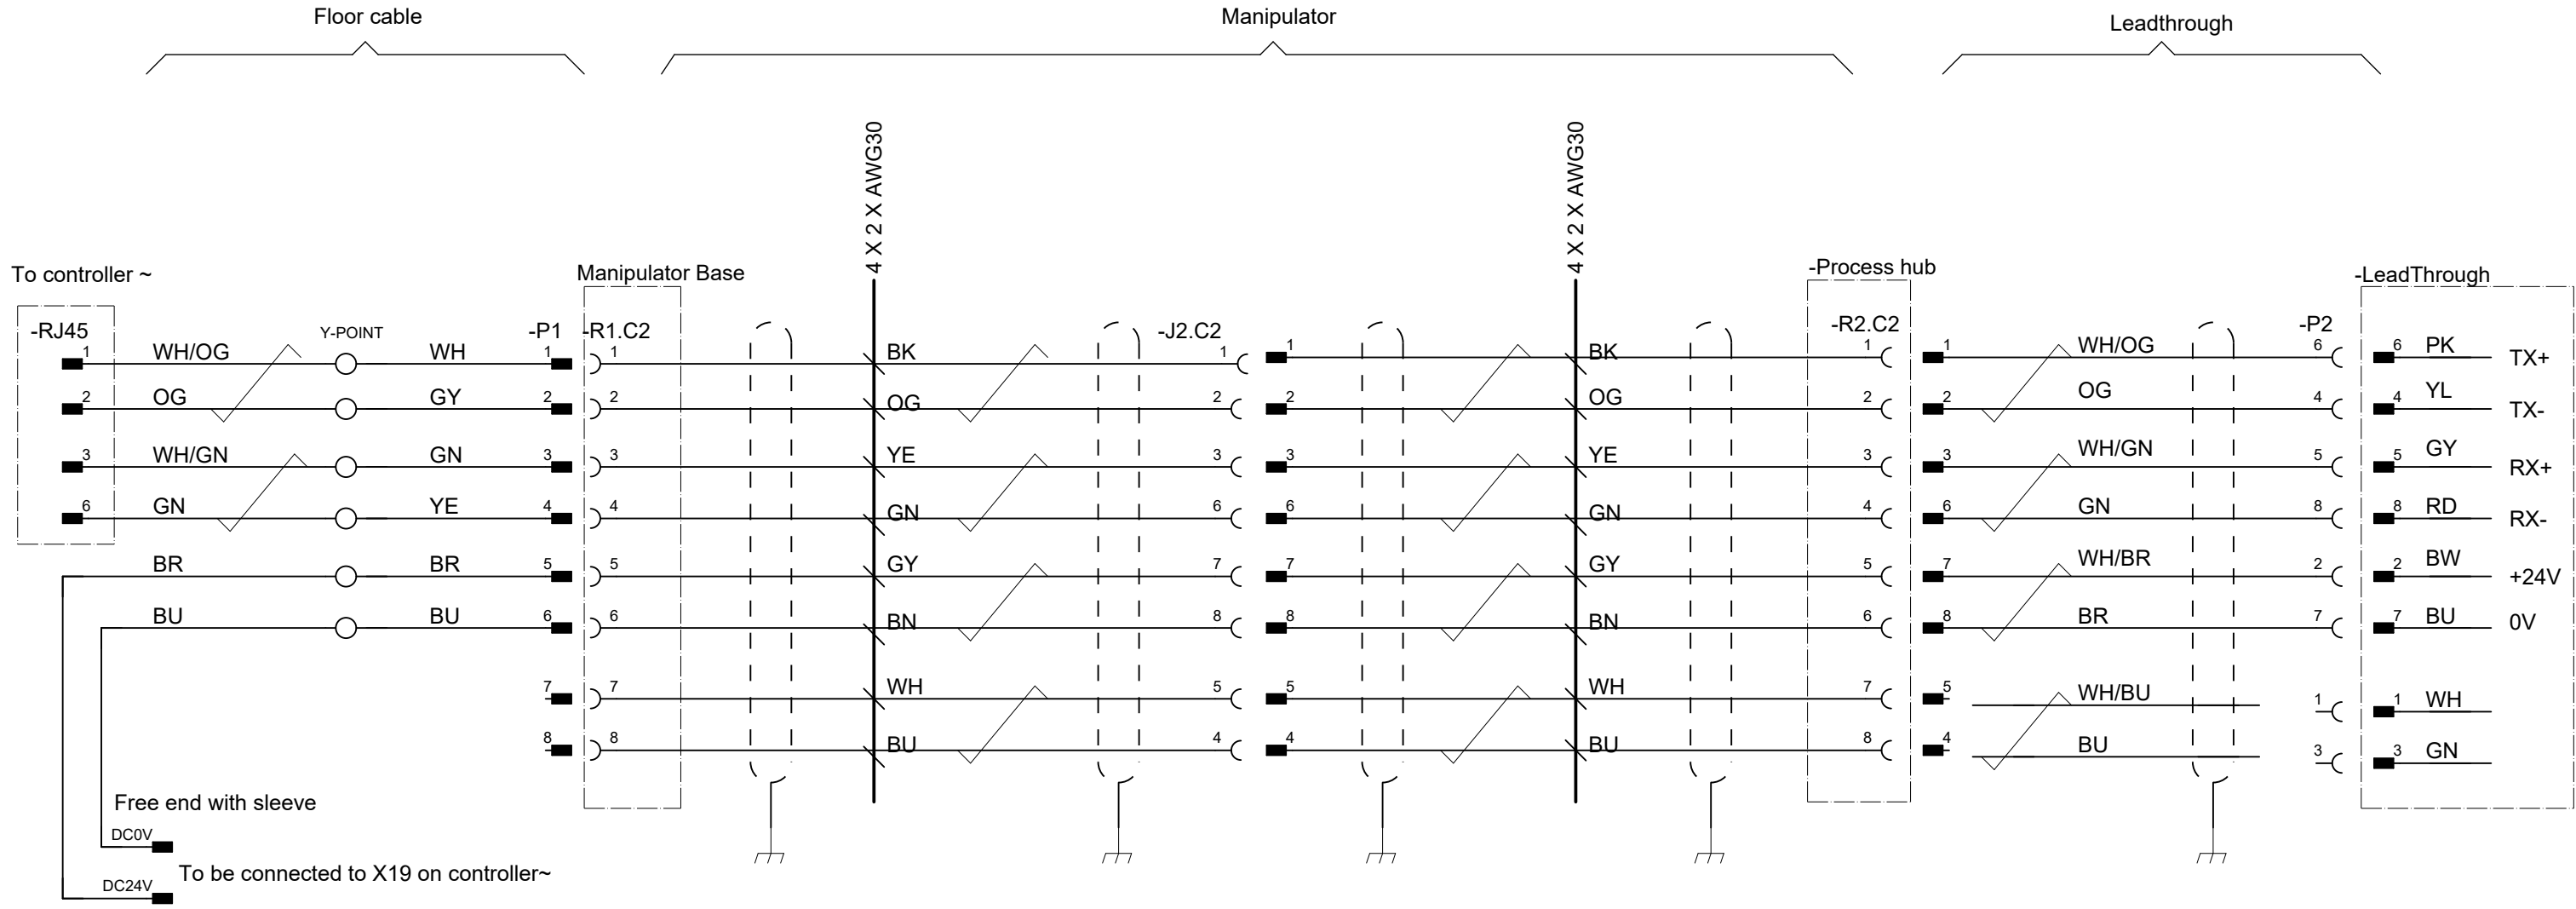 Floor cable
Manipulator
Leadthrough
4 X 2 X AWG30
4 X 2 X AWG30
To controller ~
Manipulator Base
-Process hub
-LeadThrough
-RJ45
Y-POINT
-P1
-R1.C2
-J2.C2
-R2.C2
-P2
1 WH/OG WH 1 1 BK 1 1 BK 1 1 WH/OG 6 6 PK TX+
2 OG GY 2 2 OG 2 2 OG 2 2 OG 4 4 YL TX-
3 WH/GN GN 3 3 YE 3 3 YE 3 3 WH/GN 5 5 GY RX+
6 GN YE 4 4 GN 6 6 GN 4 6 GN 8 8 RD RX-
BR BR 5 5 GY 7 7 GY 5 7 WH/BR 2 2 BW +24V
BU BU 6 6 BN 8 8 BN 6 8 BR 7 7 BU 0V
7 7 WH 5 5 WH 7 5 WH/BU 1 1 WH
8 8 BU 4 4 BU 8 4 BU 3 3 GN
Free end with sleeve
DC0V
To be connected to X19 on controller~
DC24V